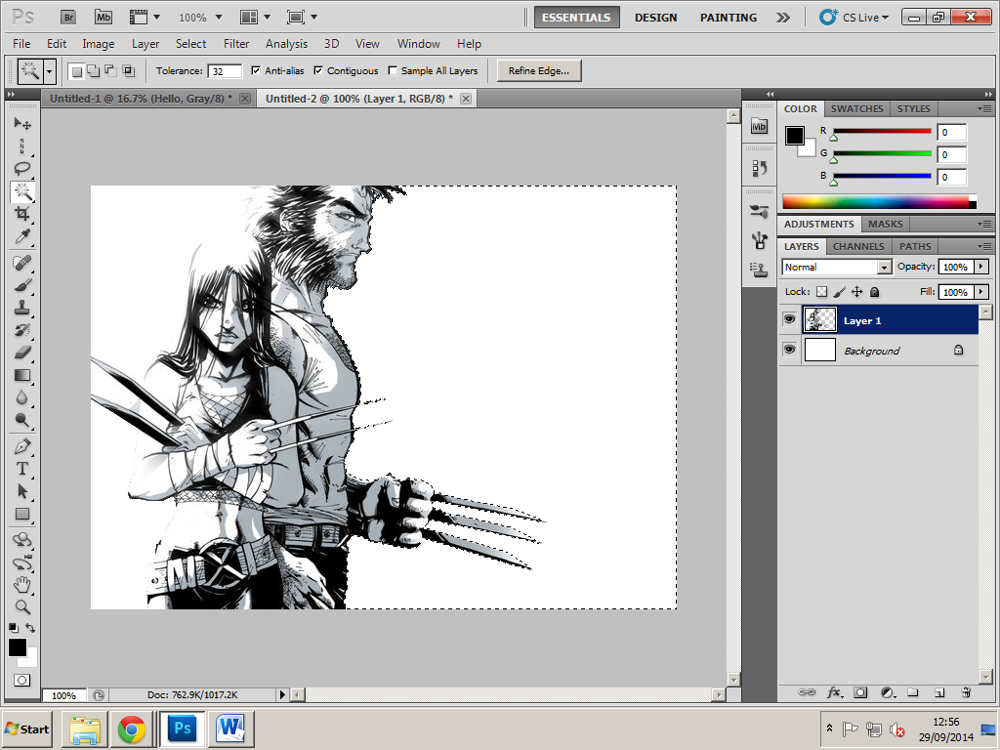 Ps Br Mb 100% ESSENTIALS DESIGN PAINTING CS Live
File Edit Image Layer Select Filter Analysis 3D View Window Help
Tolerance: 32 Anti-alias Contiguous Sample All Layers Refine Edge...
Untitled-1 @ 16.7% (Hello, Gray/8) * Untitled-2 @ 100% (Layer 1, RGB/8) *
COLOR SWATCHES STYLES
Mb
R 0
G 0
B 0
ADJUSTMENTS MASKS
LAYERS CHANNELS PATHS
Normal Opacity: 100%
Lock: Fill: 100%
Layer 1
Background
T
fx
100% Doc: 762.9K/1017.2K
Start Ps W 12:56
29/09/2014